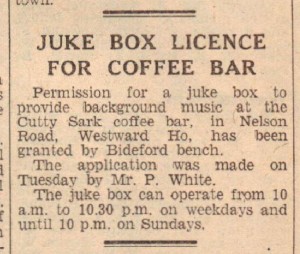 town.
JUKE BOX LICENCE
FOR COFFEE BAR
Permission for a juke box to
provide background music at the
Cutty Sark coffee bar, in Nelson
Road, Westward Ho, has been
granted by Bideford bench.
The application was made on
Tuesday by Mr. P. White.
The juke box can operate from 10
a.m. to 10.30 p.m. on weekdays and
until 10 p.m. on Sundays.